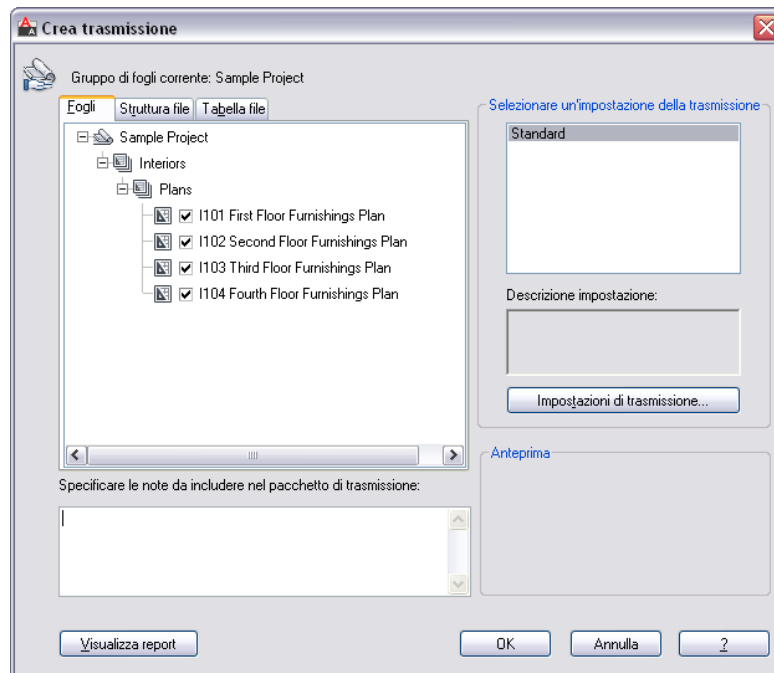 Crea trasmissione
Gruppo di fogli corrente: Sample Project
Fogli
Struttura file
Tabella file
Sample Project
Interiors
Plans
I101 First Floor Furnishings Plan
I102 Second Floor Furnishings Plan
I103 Third Floor Furnishings Plan
I104 Fourth Floor Furnishings Plan
Specificare le note da includere nel pacchetto di trasmissione:
Selezionare un'impostazione della trasmissione
Standard
Descrizione impostazione:
Impostazioni di trasmissione...
Anteprima
Visualizza report
OK
Annulla
?